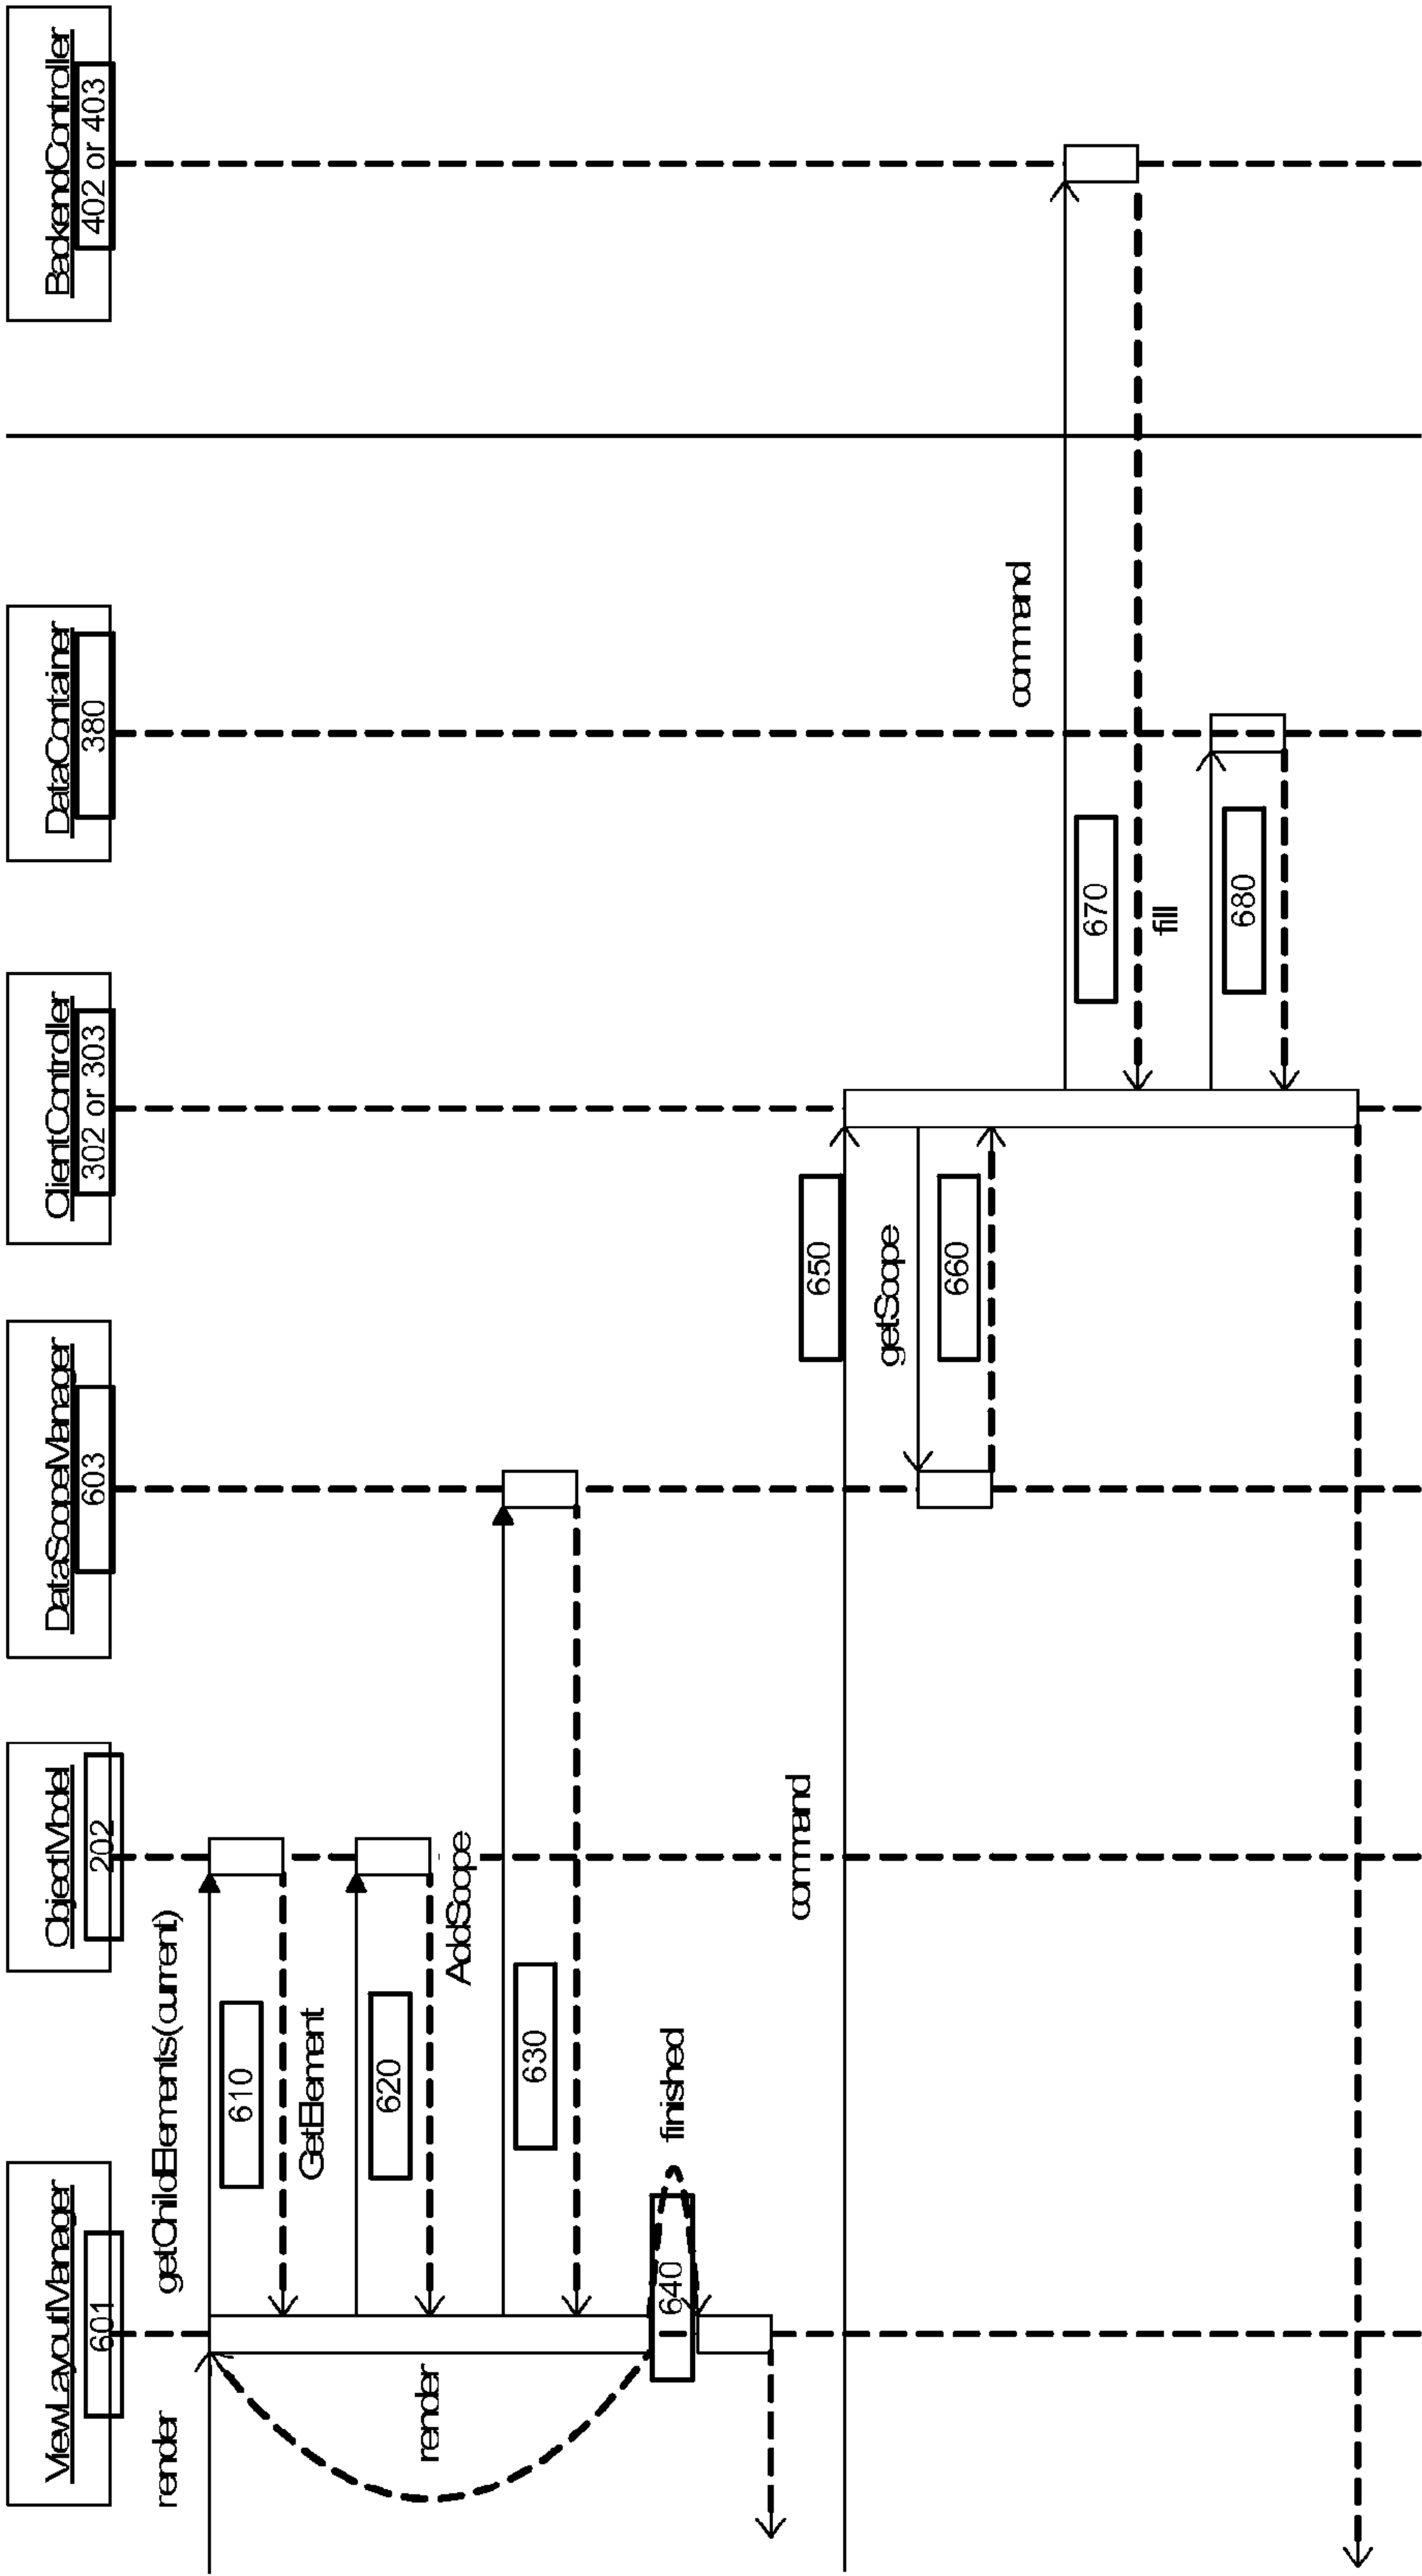 ViewLayoutManager
601
ObjectModel
202
DataScopeManager
603
ClientController
302 or 303
DataContainer
380
BackendController
402 or 403
render
getChildElements(current)
610
GetElement
620
render
AddScope
630
640
finished
command
650
getScope
660
command
670
fill
680